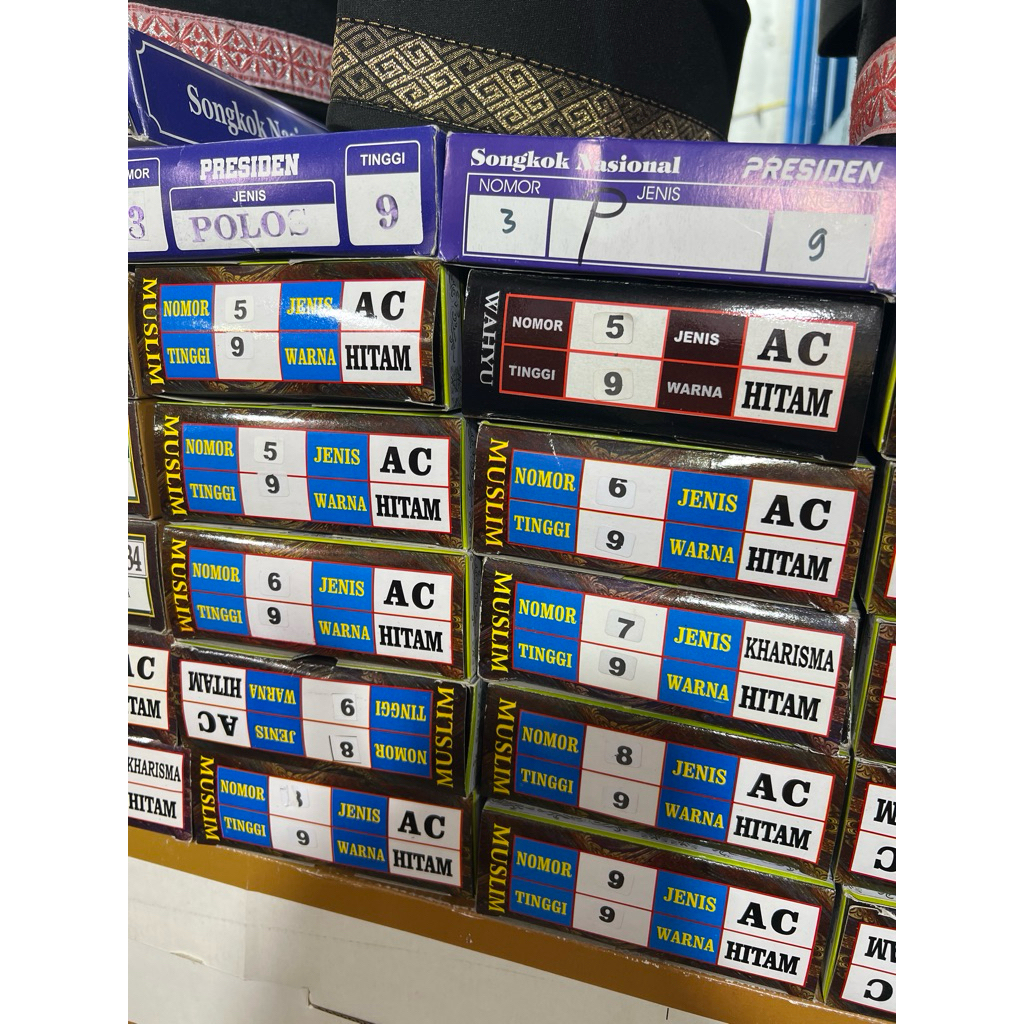 Songkok
PRESIDEN TINGGI
JENIS
3 POLOS 9
Songkok Nasional PRESIDEN
NOMOR JENIS
3 P 9
MUSLIM
NOMOR 5 JENIS AC
TINGGI 9 WARNA HITAM
WAHYU
NOMOR 5 JENIS AC
TINGGI 9 WARNA HITAM
MUSLIM
NOMOR 5 JENIS AC
TINGGI 9 WARNA HITAM
MUSLIM
NOMOR 6 JENIS AC
TINGGI 9 WARNA HITAM
MUSLIM
NOMOR 6 JENIS AC
TINGGI 9 WARNA HITAM
MUSLIM
NOMOR 7 JENIS KHARISMA
TINGGI 9 WARNA HITAM
MUSLIM
NOMOR 8 JENIS AC
TINGGI 9 WARNA HITAM
MUSLIM
NOMOR 8 JENIS AC
TINGGI 9 WARNA HITAM
MUSLIM
NOMOR JENIS AC
TINGGI 9 WARNA HITAM
MUSLIM
NOMOR 9 JENIS AC
TINGGI 9 WARNA HITAM
KHARISMA
HITAM